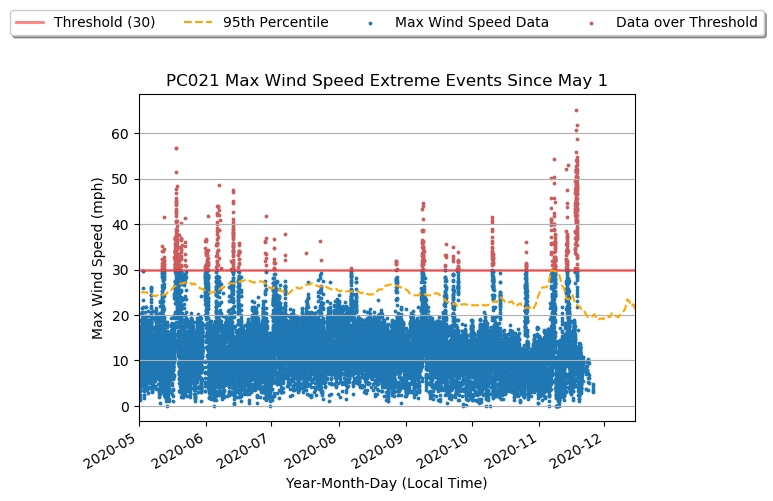 Threshold (30) 95th Percentile Max Wind Speed Data Data over Threshold
PC021 Max Wind Speed Extreme Events Since May 1
Max Wind Speed (mph)
60
50
40
30
20
10
0
2020-05 2020-06 2020-07 2020-08 2020-09 2020-10 2020-11 2020-12
Year-Month-Day (Local Time)